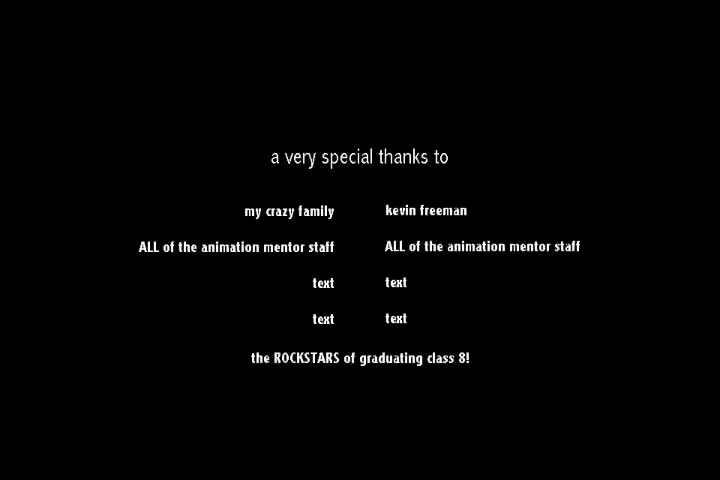 a very special thanks to
my crazy family kevin freeman
ALL of the animation mentor staff ALL of the animation mentor staff
text text
text text
the ROCKSTARS of graduating class 8!